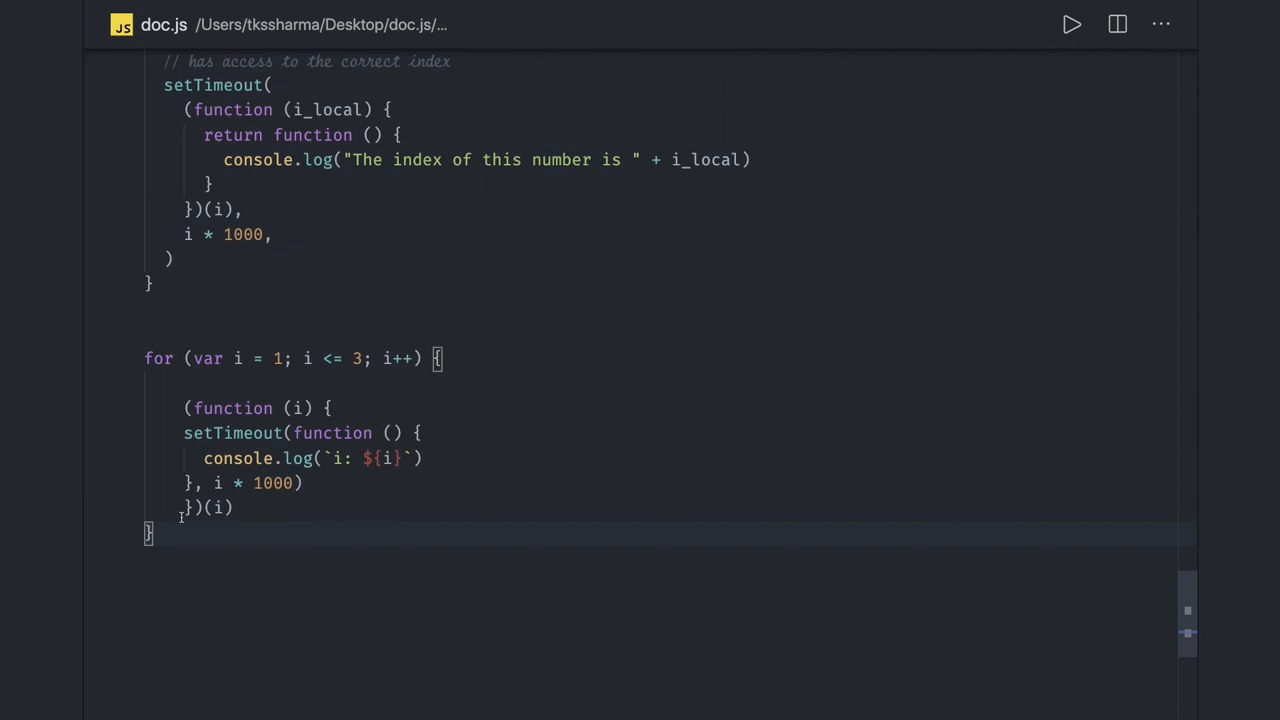 JS doc.js /Users/tkssharma/Desktop/doc.js/...
// has access to the correct index
setTimeout(
(function (i_local) {
return function () {
console.log("The index of this number is " + i_local)
}
})(i),
i * 1000,
)
}
for (var i = 1; i <= 3; i++) {
(function (i) {
setTimeout(function () {
console.log(`i: ${i}`)
}, i * 1000)
})(i)
}